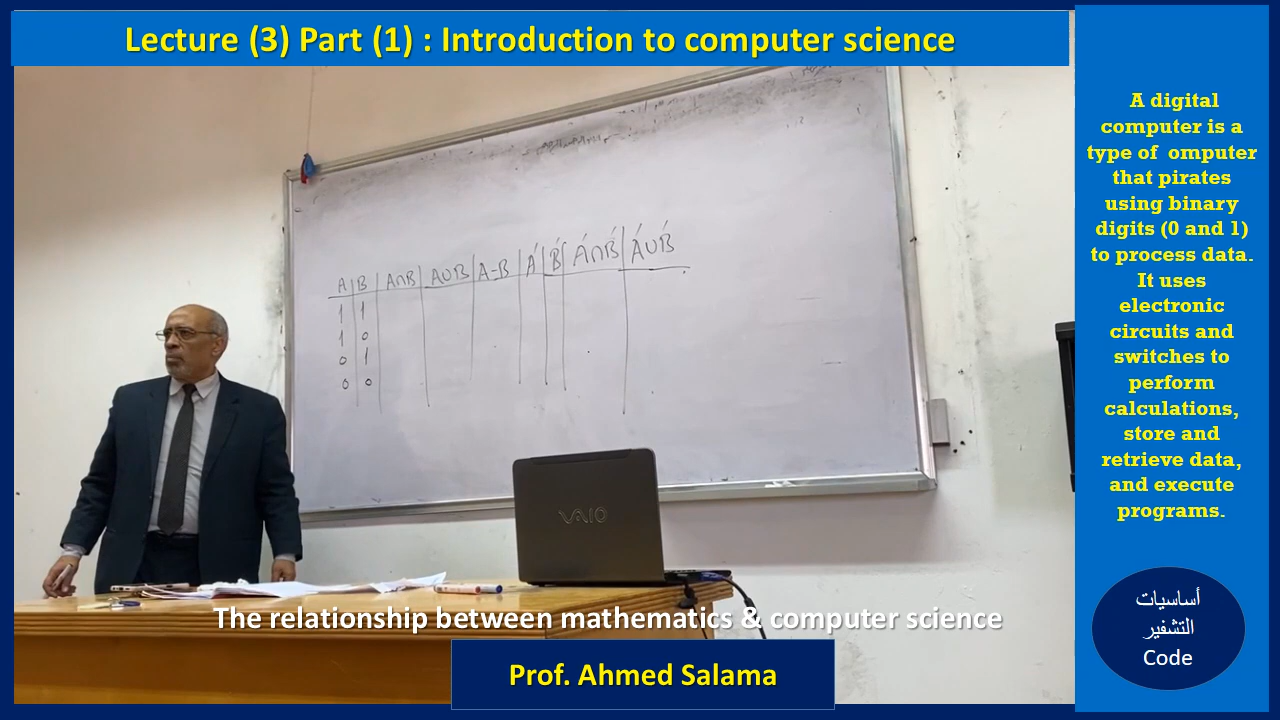 Lecture (3) Part (1) : Introduction to computer science
A B A∩B A∪B A-B A' B' A'∩B' A'∪B'
1 1
1 0
0 1
0 0
VAIO
The relationship between mathematics & computer science
Prof. Ahmed Salama
A digital
computer is a
type of omputer
that pirates
using binary
digits (0 and 1)
to process data.
It uses
electronic
circuits and
switches to
perform
calculations,
store and
retrieve data,
and execute
programs.
أساسيات
التشفير
Code